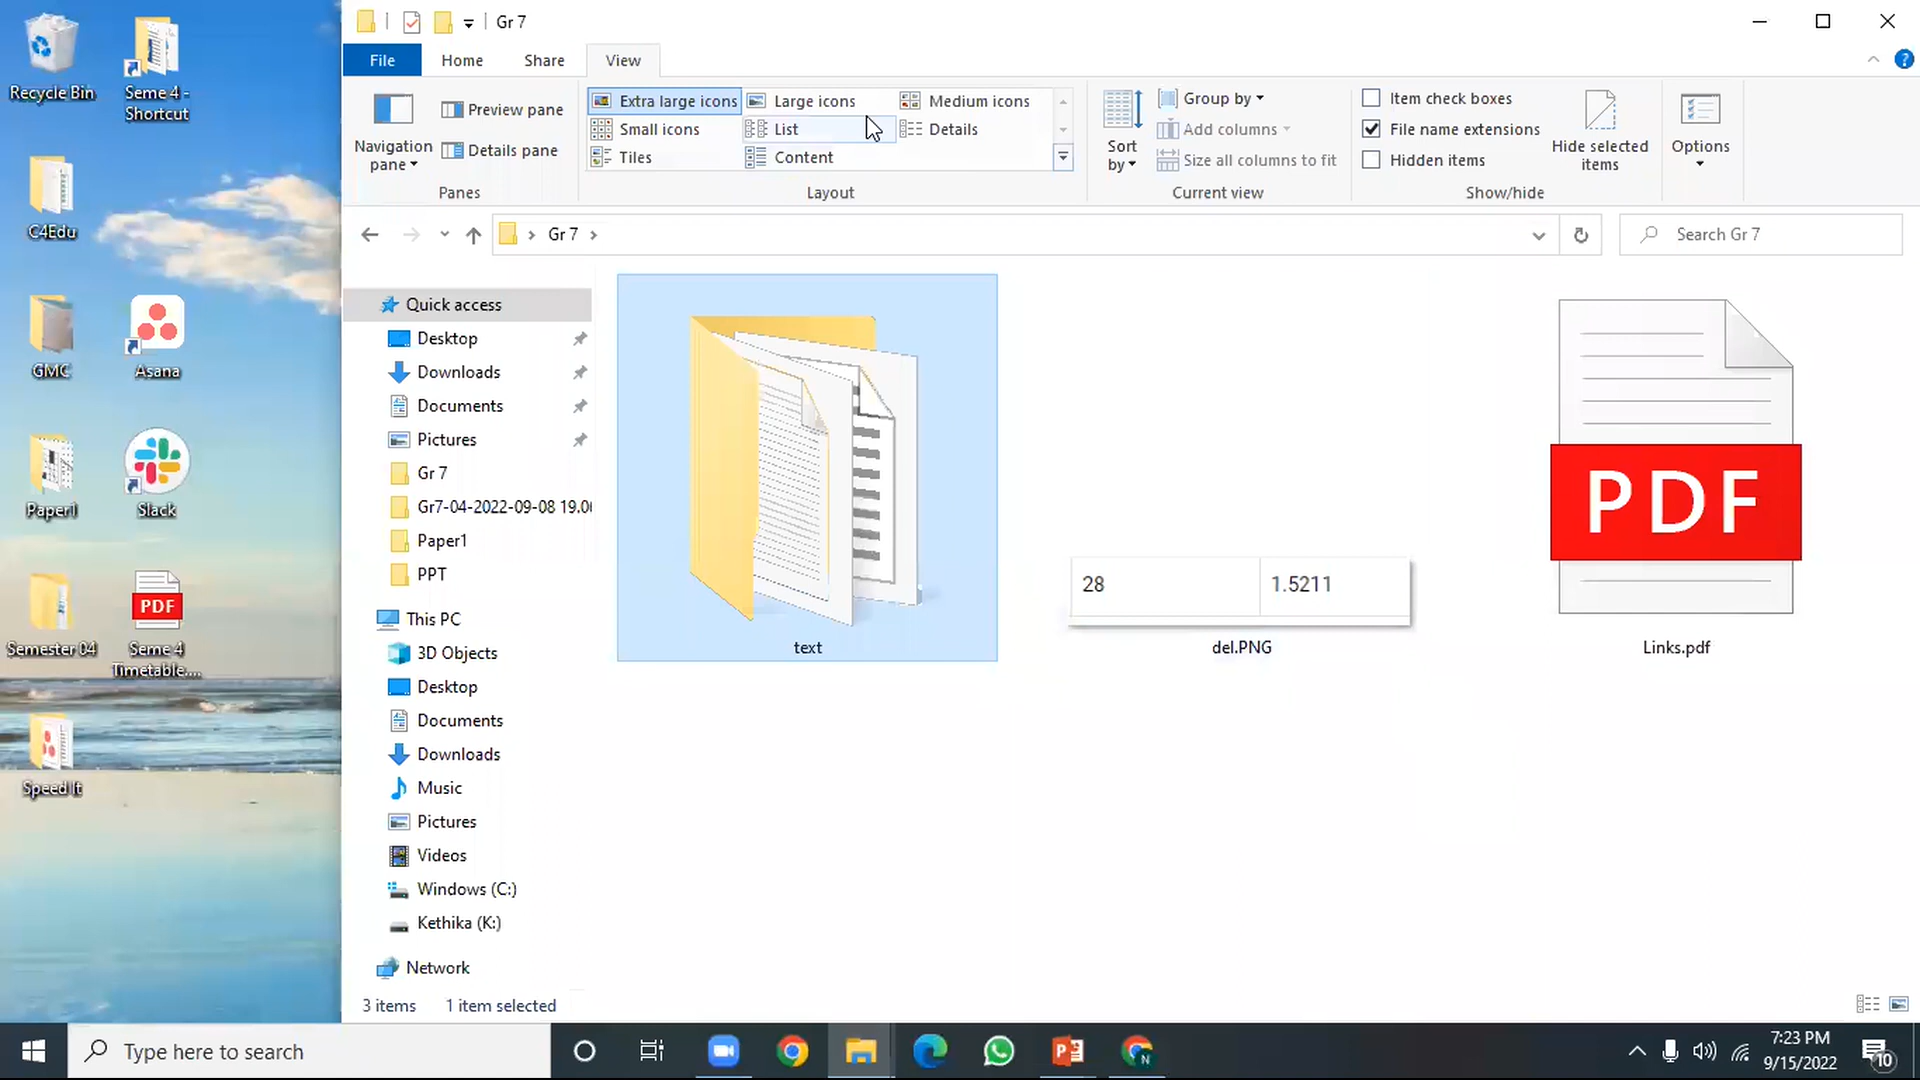 Recycle Bin
Seme 4 -
Shortcut
C4Edu
GMC
Asana
Paper1
Slack
Semester 04
PDF
Seme 4
Timetable....
Speed It
Gr 7
File
Home
Share
View
Navigation
pane
Preview pane
Details pane
Panes
Extra large icons
Large icons
Medium icons
Small icons
List
Details
Tiles
Content
Layout
Sort
by
Group by
Add columns
Size all columns to fit
Current view
Item check boxes
File name extensions
Hidden items
Hide selected
items
Show/hide
Options
Gr 7
Search Gr 7
Quick access
Desktop
Downloads
Documents
Pictures
Gr 7
Gr7-04-2022-09-08 19.0
Paper1
PPT
This PC
3D Objects
Desktop
Documents
Downloads
Music
Pictures
Videos
Windows (C:)
Kethika (K:)
Network
text
28
1.5211
del.PNG
PDF
Links.pdf
3 items
1 item selected
Type here to search
N
7:23 PM
9/15/2022
10